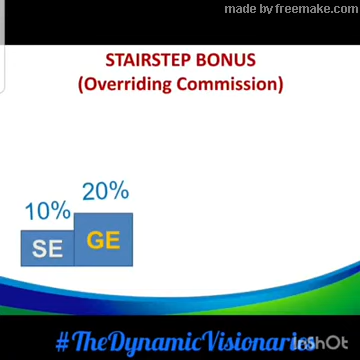 made by freemake.com
STAIRSTEP BONUS
(Overriding Commission)
20%
10%
GE
SE
#TheDynamicVisionaries
InShOt